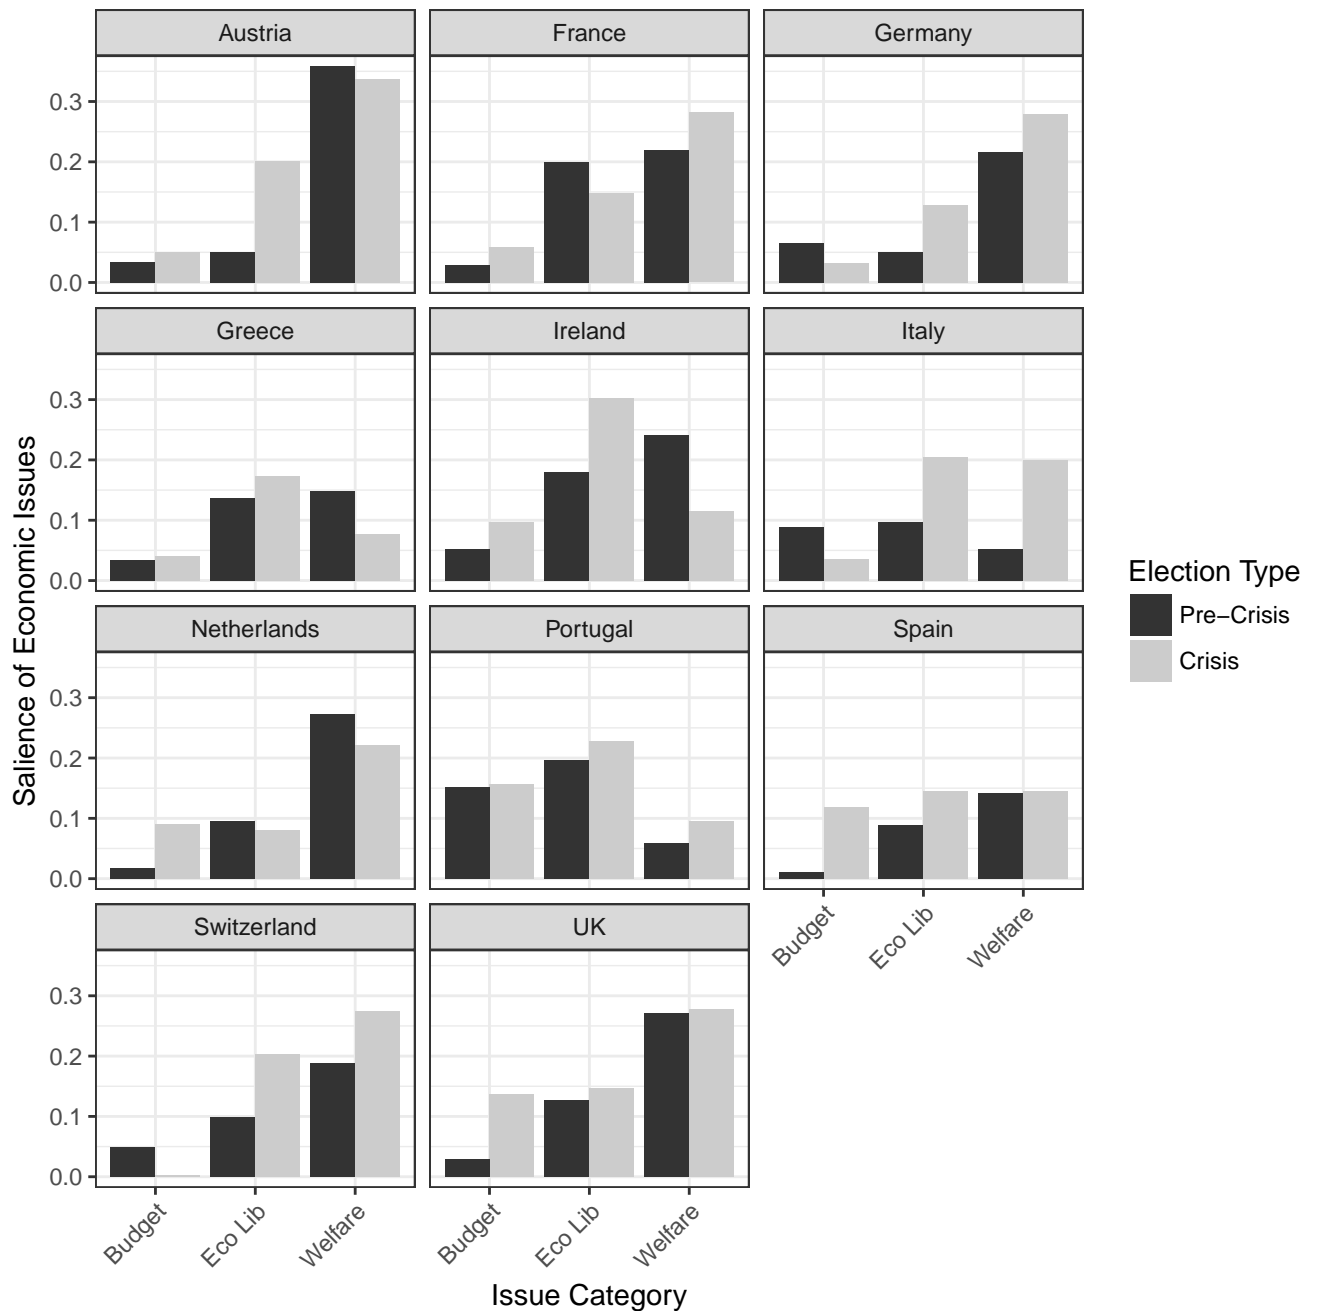 Austria
France
Germany
0.3
0.2
0.1
0.0
Greece
Ireland
Italy
0.3
0.2
0.1
0.0
Netherlands
Portugal
Spain
0.3
0.2
0.1
0.0
Budget
Eco Lib
Welfare
Switzerland
UK
0.3
0.2
0.1
0.0
Budget
Eco Lib
Welfare
Budget
Eco Lib
Welfare
Issue Category
Salience of Economic Issues
Election Type
Pre−Crisis
Crisis